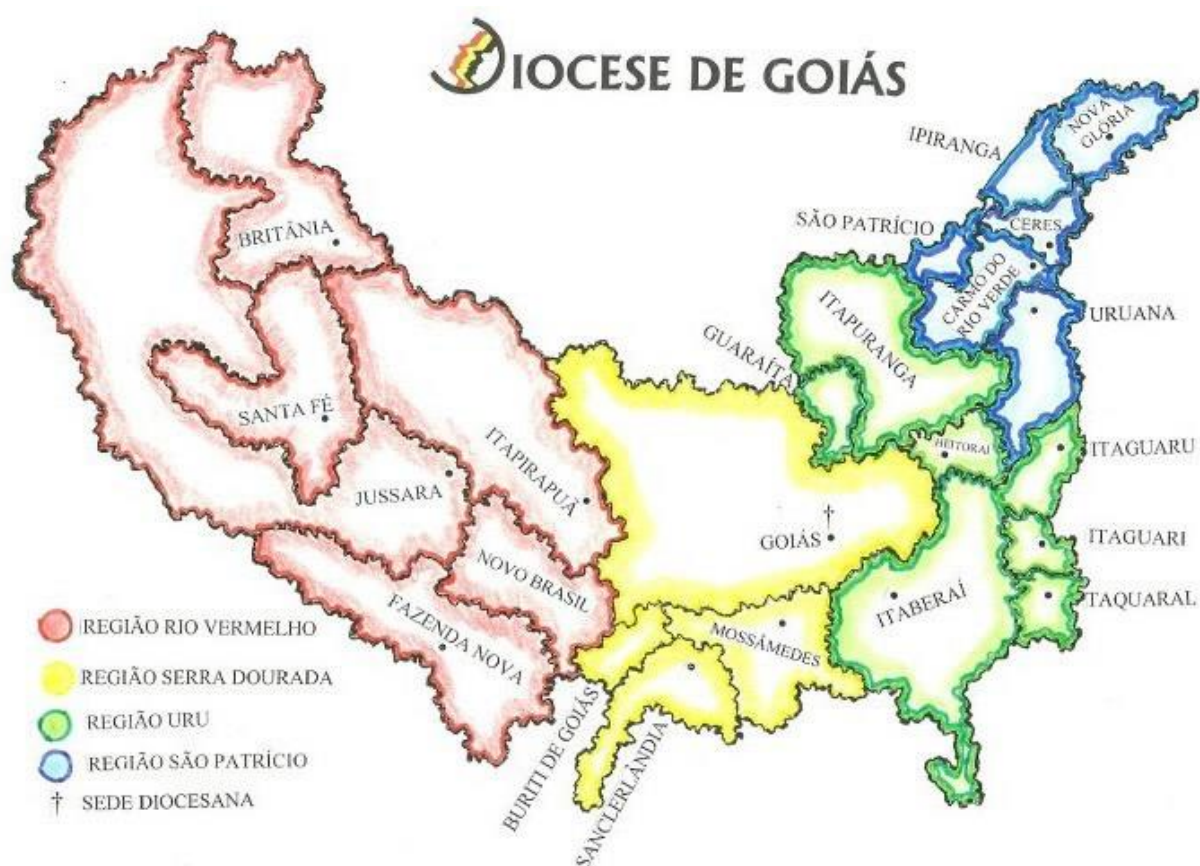 DIOCESE DE GOIÁS
NOVA
GLÓRIA
IPIRANGA
SÃO PATRÍCIO
CERES
CARMO DO
RIO VERDE
URUANA
BRITÂNIA
ITAPURANGA
GUARAÍTA
SANTA FÉ
ITAPIRAPUÃ
HEITORAÍ
ITAGUARU
JUSSARA
GOIÁS
ITAGUARI
NOVO BRASIL
FAZENDA NOVA
ITABERAÍ
TAQUARAL
MOSSÁMEDES
BURITI DE GOIÁS
SANCLERLÂNDIA
REGIÃO RIO VERMELHO
REGIÃO SERRA DOURADA
REGIÃO URU
REGIÃO SÃO PATRÍCIO
† SEDE DIOCESANA